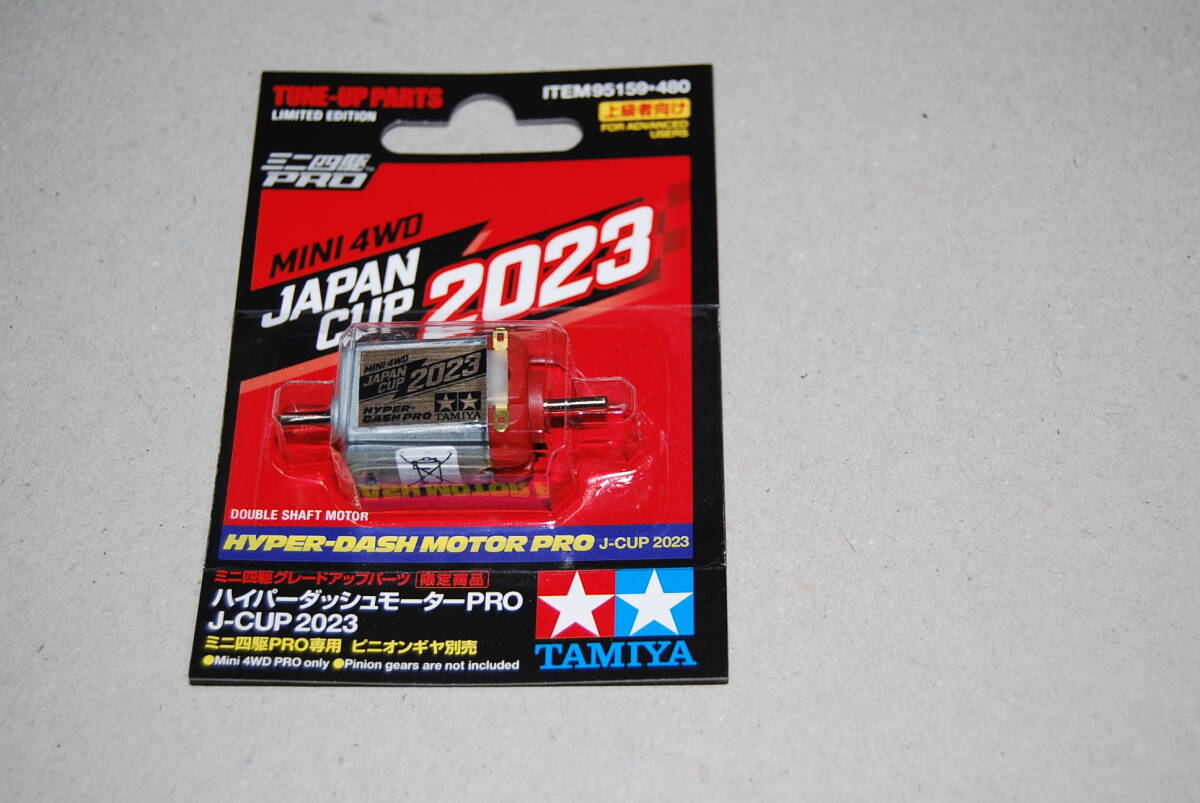 TUNE-UP PARTS
LIMITED EDITION
ITEM 95159•480
上級者向け
FOR ADVANCED
USERS
ミニ四駆
PRO
MINI 4WD
JAPAN
CUP
2023
MINI 4WD
JAPAN
CUP
2023
HYPER-
DASH PRO
TAMIYA
DOUBLE SHAFT MOTOR
HYPER-DASH MOTOR PRO J-CUP 2023
ミニ四駆グレードアップパーツ 限定商品
ハイパーダッシュモーターPRO
J-CUP 2023
ミニ四駆PRO専用 ピニオンギヤ別売
●Mini 4WD PRO only ●Pinion gears are not included
TAMIYA